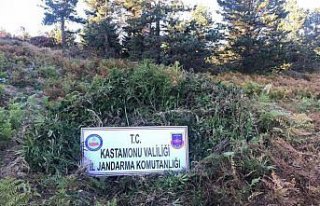 T.C.
KASTAMONU VALİLİĞİ
İL JANDARMA KOMUTANLIĞI